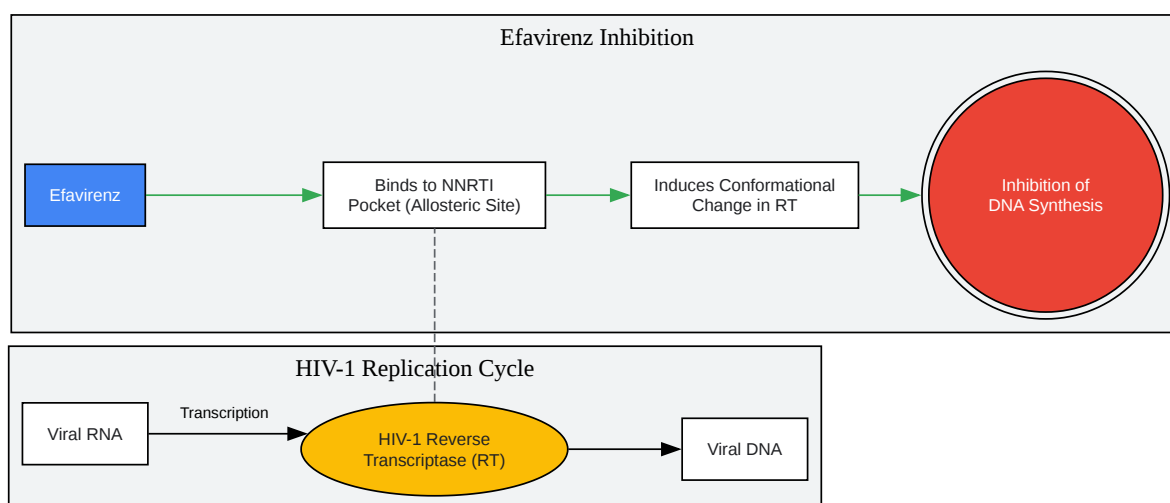 Efavirenz Inhibition
Efavirenz
Binds to NNRTI
Pocket (Allosteric Site)
Induces Conformational
Change in RT
Inhibition of
DNA Synthesis
HIV-1 Replication Cycle
Viral RNA
Transcription
HIV-1 Reverse
Transcriptase (RT)
Viral DNA